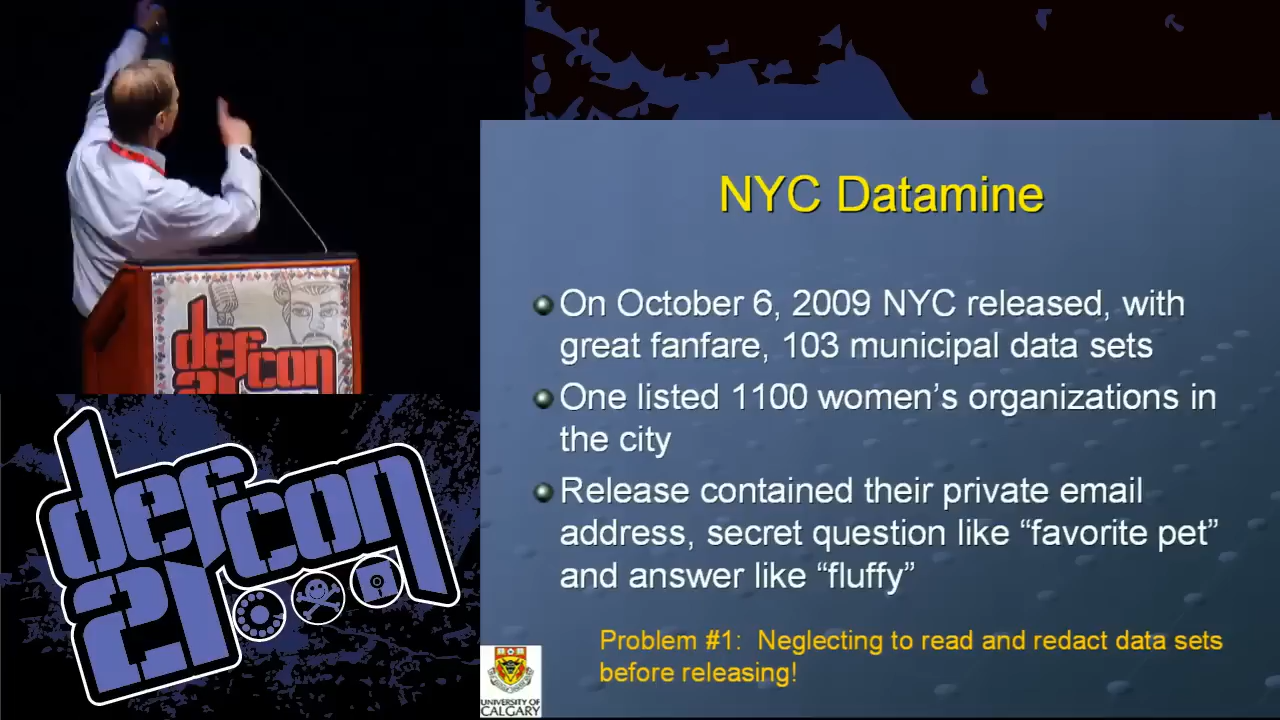 NYC Datamine
On October 6, 2009 NYC released, with
great fanfare, 103 municipal data sets
One listed 1100 women's organizations in
the city
Release contained their private email
address, secret question like “favorite pet”
and answer like “fluffy”
Problem #1:  Neglecting to read and redact data sets
before releasing!
UNIVERSITY OF
CALGARY
defcon
21
defcon
21